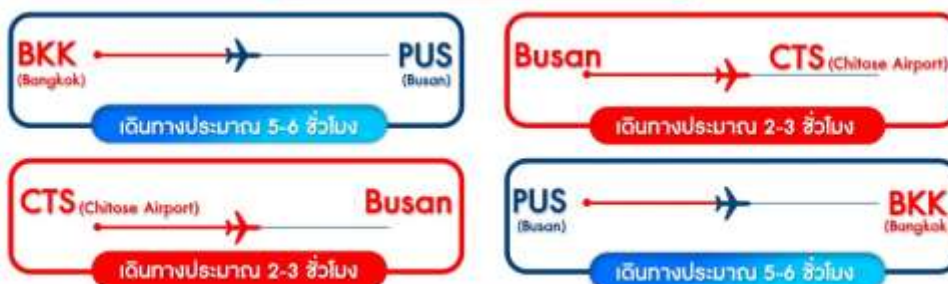 BKK
(Bangkok)
PUS
(Busan)
เดินทางประมาณ 5-6 ชั่วโมง
Busan
CTS (Chitose Airport)
เดินทางประมาณ 2-3 ชั่วโมง
CTS (Chitose Airport)
Busan
เดินทางประมาณ 2-3 ชั่วโมง
PUS
(Busan)
BKK
(Bangkok)
เดินทางประมาณ 5-6 ชั่วโมง